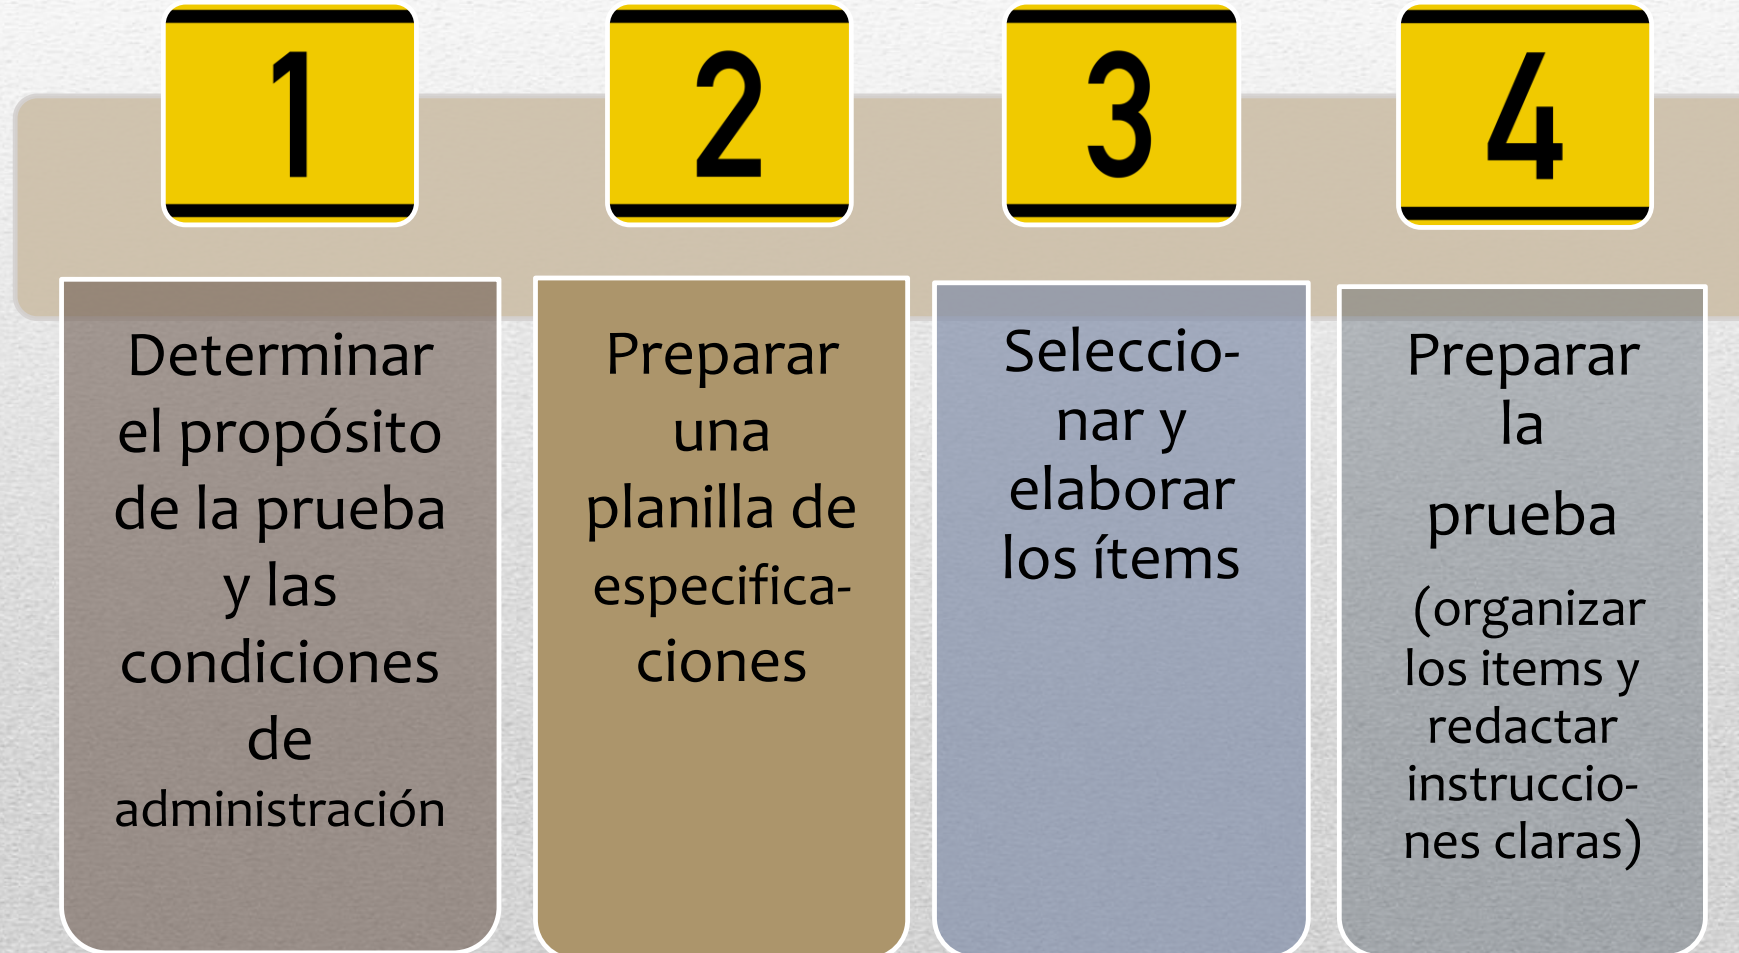 1
Determinar
el propósito
de la prueba
y las
condiciones
de
administración
2
Preparar
una
planilla de
especifica-
ciones
3
Seleccio-
nar y
elaborar
los ítems
4
Preparar
la
prueba
(organizar
los items y
redactar
instruccio-
nes claras)